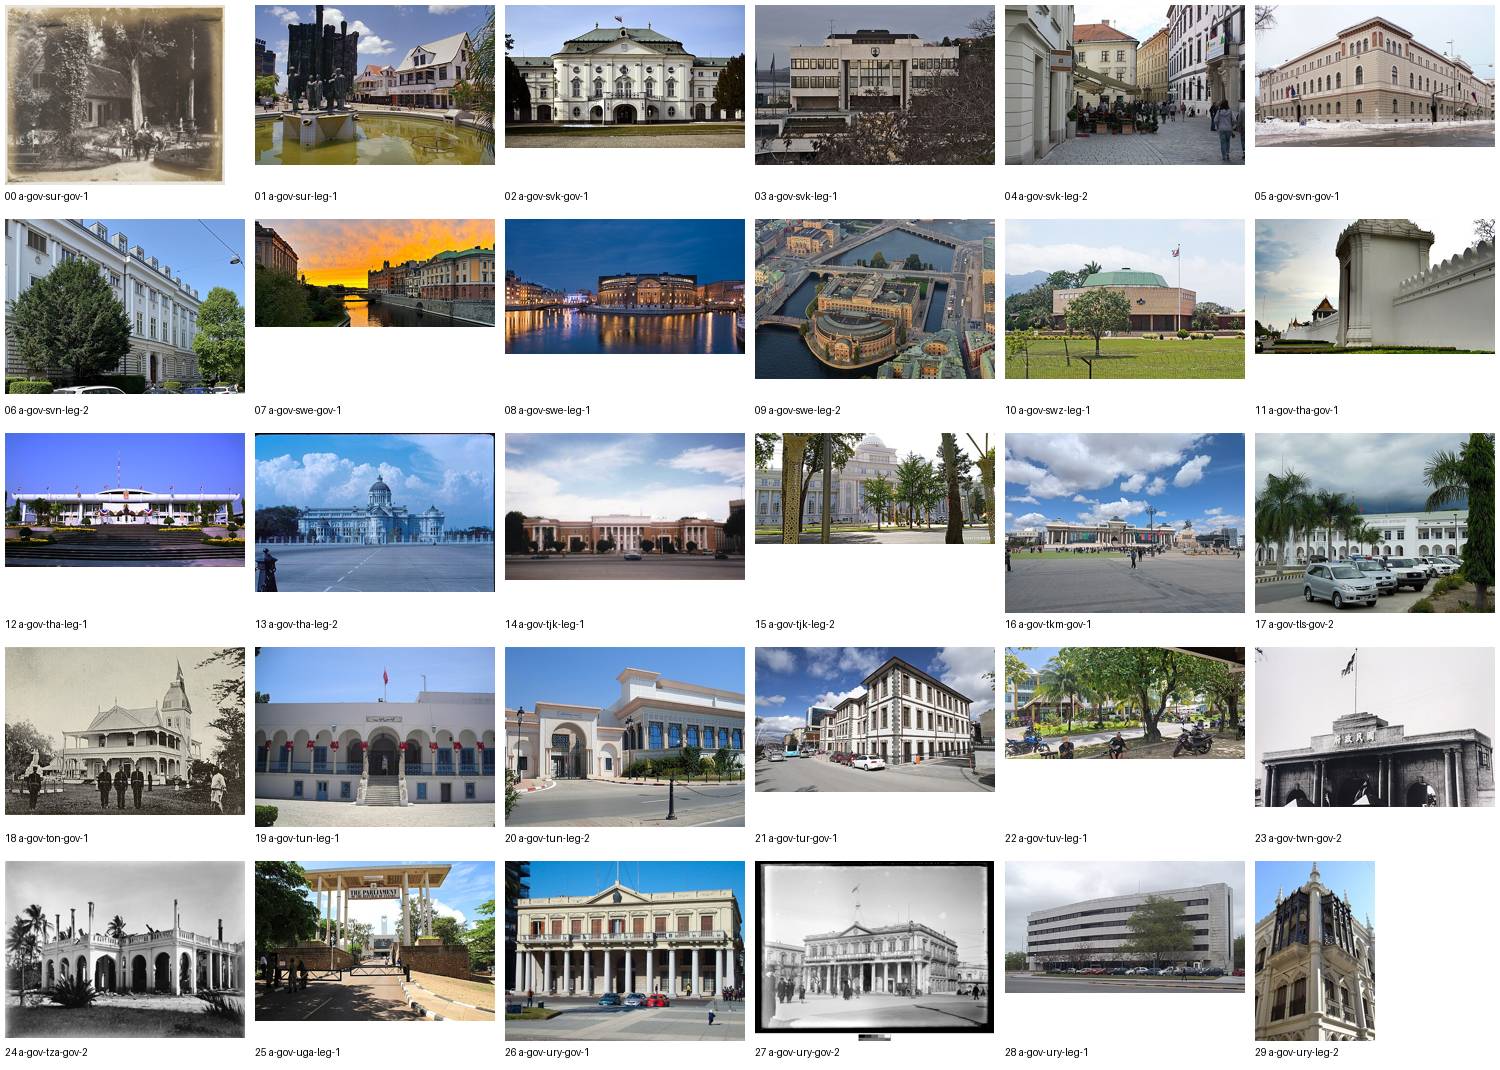 00 a-gov-sur-gov-1
01 a-gov-sur-leg-1
02 a-gov-svk-gov-1
03 a-gov-svk-leg-1
04 a-gov-svk-leg-2
05 a-gov-svn-gov-1
06 a-gov-svn-leg-2
07 a-gov-swe-gov-1
08 a-gov-swe-leg-1
09 a-gov-swe-leg-2
10 a-gov-swz-leg-1
11 a-gov-tha-gov-1
12 a-gov-tha-leg-1
13 a-gov-tha-leg-2
14 a-gov-tjk-leg-1
15 a-gov-tjk-leg-2
16 a-gov-tkm-gov-1
17 a-gov-tls-gov-2
18 a-gov-ton-gov-1
19 a-gov-tun-leg-1
20 a-gov-tun-leg-2
21 a-gov-tur-gov-1
22 a-gov-tuv-leg-1
府政民國
23 a-gov-twn-gov-2
THE PARLIAMENT
24 a-gov-tza-gov-2
25 a-gov-uga-leg-1
26 a-gov-ury-gov-1
27 a-gov-ury-gov-2
28 a-gov-ury-leg-1
29 a-gov-ury-leg-2